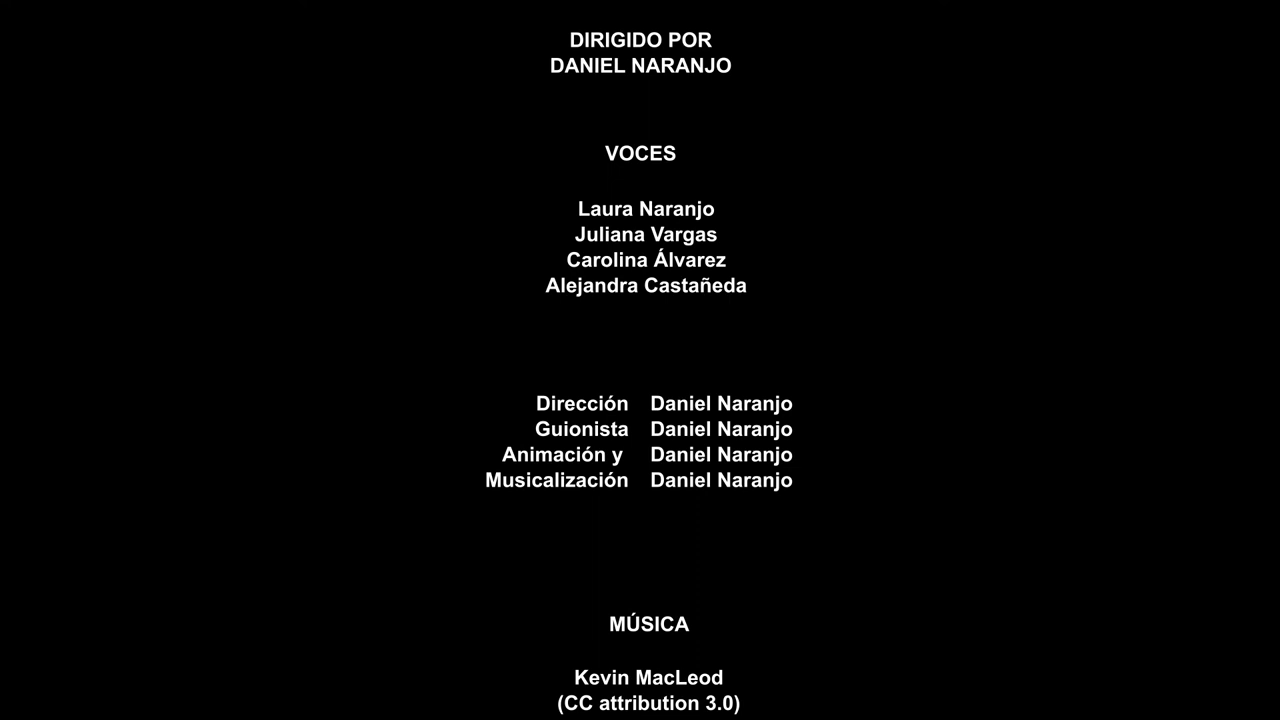 DIRIGIDO POR
DANIEL NARANJO
VOCES
Laura Naranjo
Juliana Vargas
Carolina Álvarez
Alejandra Castañeda
Dirección Daniel Naranjo
Guionista Daniel Naranjo
Animación y Daniel Naranjo
Musicalización Daniel Naranjo
MÚSICA
Kevin MacLeod
(CC attribution 3.0)